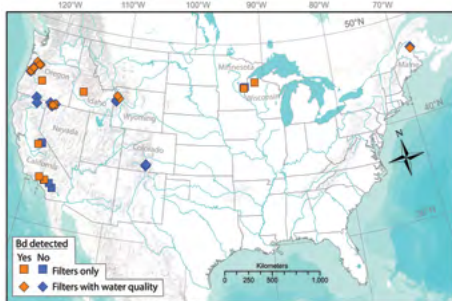 120°W
110°W
100°W
90°W
80°W
70°W
50°N
Minnesota
Maine
Oregon
Wisconsin
Idaho
Wyoming
40°N
Nevada
Colorado
N
California
30°N
Bd detected
Yes No
Filters only
Filters with water quality
Kilometers
0 250 500 1,000